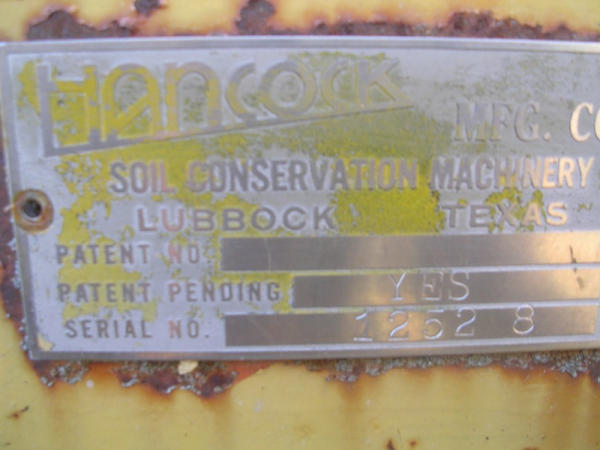 HANCOCK MFG. CO
SOIL CONSERVATION MACHINERY
LUBBOCK TEXAS
PATENT NO.
PATENT PENDING YES
SERIAL NO. 1252 8